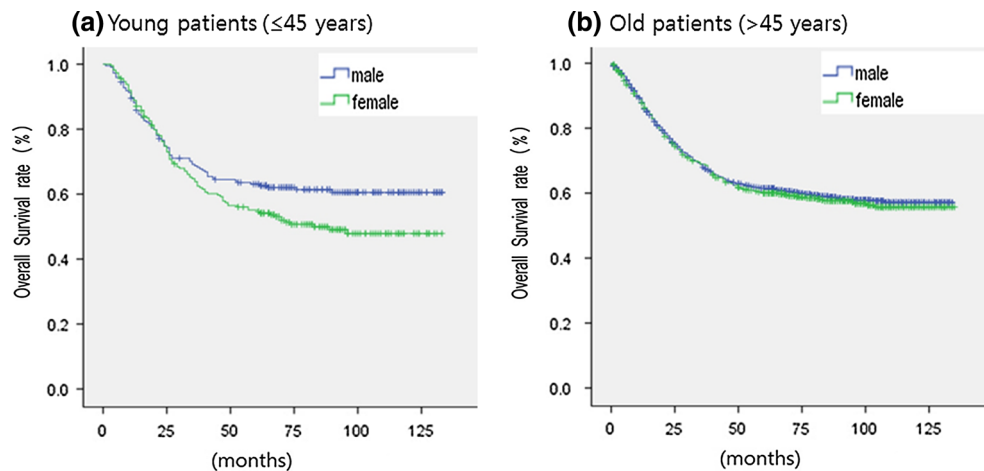 (a) Young patients (≤45 years)
Overall Survival rate (%)
1.0
0.8
0.6
0.4
0.2
0.0
male
female
0 25 50 75 100 125
(months)
(b) Old patients (>45 years)
Overall Survival rate (%)
1.0
0.8
0.6
0.4
0.2
0.0
male
female
0 25 50 75 100 125
(months)